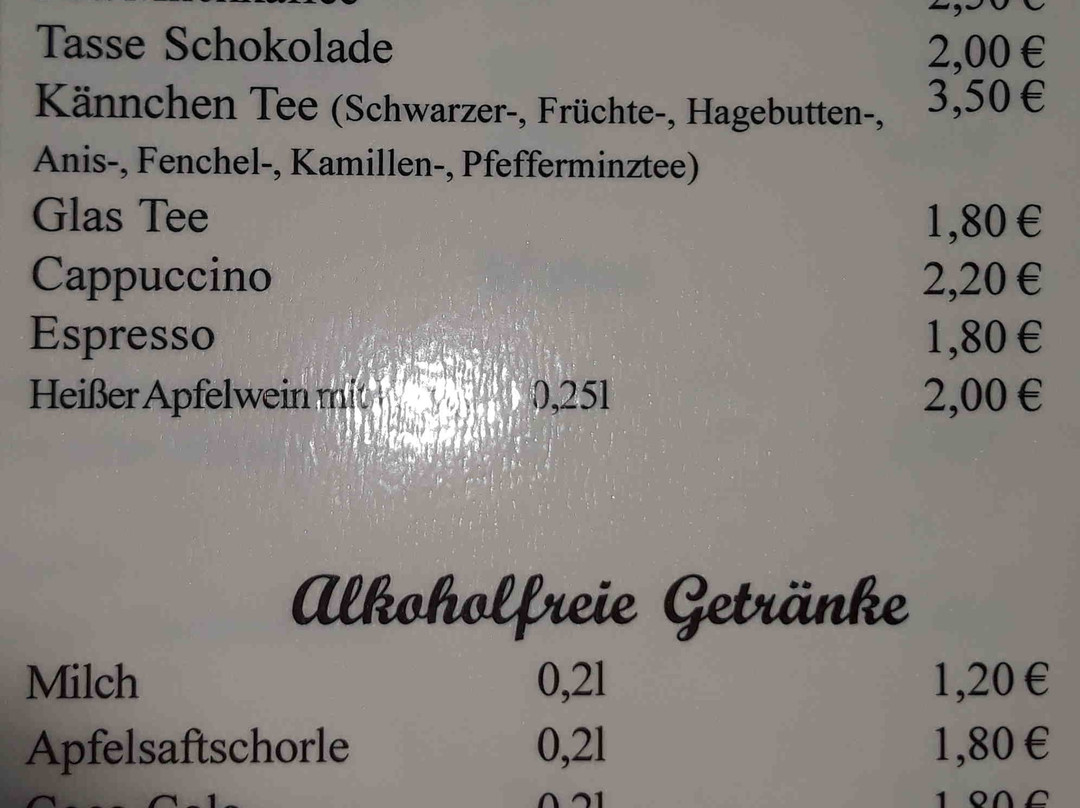 Tasse Schokolade 2,00 €
Kännchen Tee (Schwarzer-, Früchte-, Hagebutten-, 3,50 €
Anis-, Fenchel-, Kamillen-, Pfefferminztee)
Glas Tee 1,80 €
Cappuccino 2,20 €
Espresso 1,80 €
Heißer Apfelwein mit 0,25l 2,00 €
Alkoholfreie Getränke
Milch 0,2l 1,20 €
Apfelsaftschorle 0,2l 1,80 €